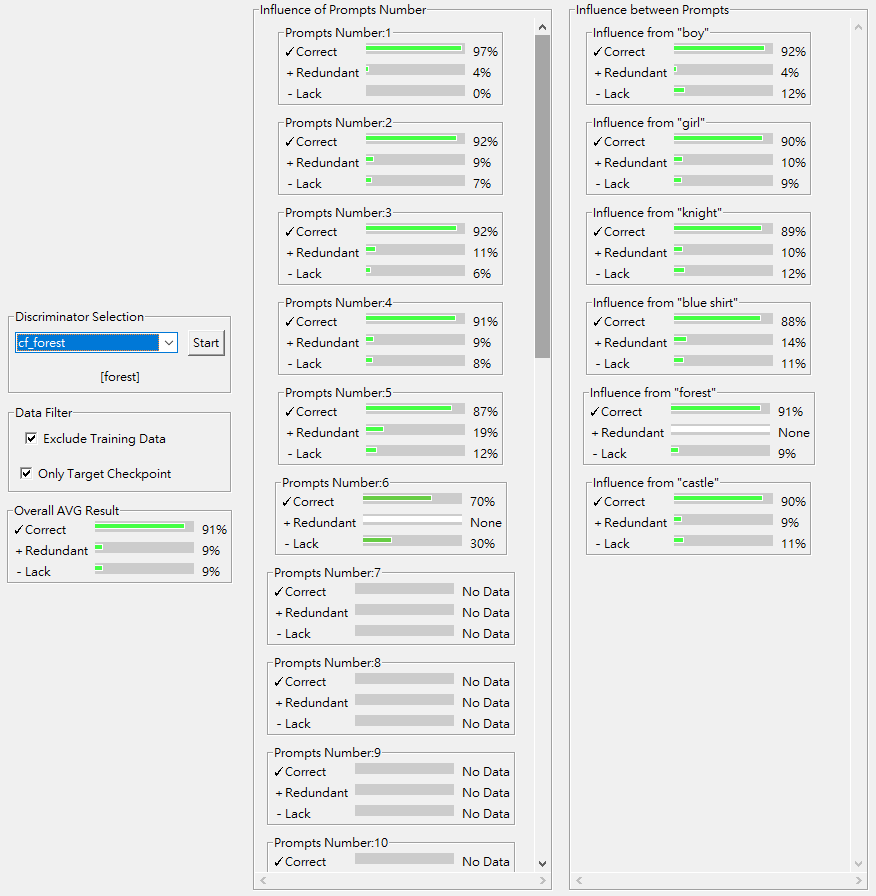 Discriminator Selection
cf_forest
Start
[forest]
Data Filter
Exclude Training Data
Only Target Checkpoint
Overall AVG Result
✓Correct 91%
+Redundant 9%
- Lack 9%
Influence of Prompts Number
Prompts Number:1
✓Correct 97%
+Redundant 4%
- Lack 0%
Prompts Number:2
✓Correct 92%
+Redundant 9%
- Lack 7%
Prompts Number:3
✓Correct 92%
+Redundant 11%
- Lack 6%
Prompts Number:4
✓Correct 91%
+Redundant 9%
- Lack 8%
Prompts Number:5
✓Correct 87%
+Redundant 19%
- Lack 12%
Prompts Number:6
✓Correct 70%
+Redundant None
- Lack 30%
Prompts Number:7
✓Correct No Data
+Redundant No Data
- Lack No Data
Prompts Number:8
✓Correct No Data
+Redundant No Data
- Lack No Data
Prompts Number:9
✓Correct No Data
+Redundant No Data
- Lack No Data
Prompts Number:10
✓Correct No Data
Influence between Prompts
Influence from "boy"
✓Correct 92%
+Redundant 4%
- Lack 12%
Influence from "girl"
✓Correct 90%
+Redundant 10%
- Lack 9%
Influence from "knight"
✓Correct 89%
+Redundant 10%
- Lack 12%
Influence from "blue shirt"
✓Correct 88%
+Redundant 14%
- Lack 11%
Influence from "forest"
✓Correct 91%
+Redundant None
- Lack 9%
Influence from "castle"
✓Correct 90%
+Redundant 9%
- Lack 11%